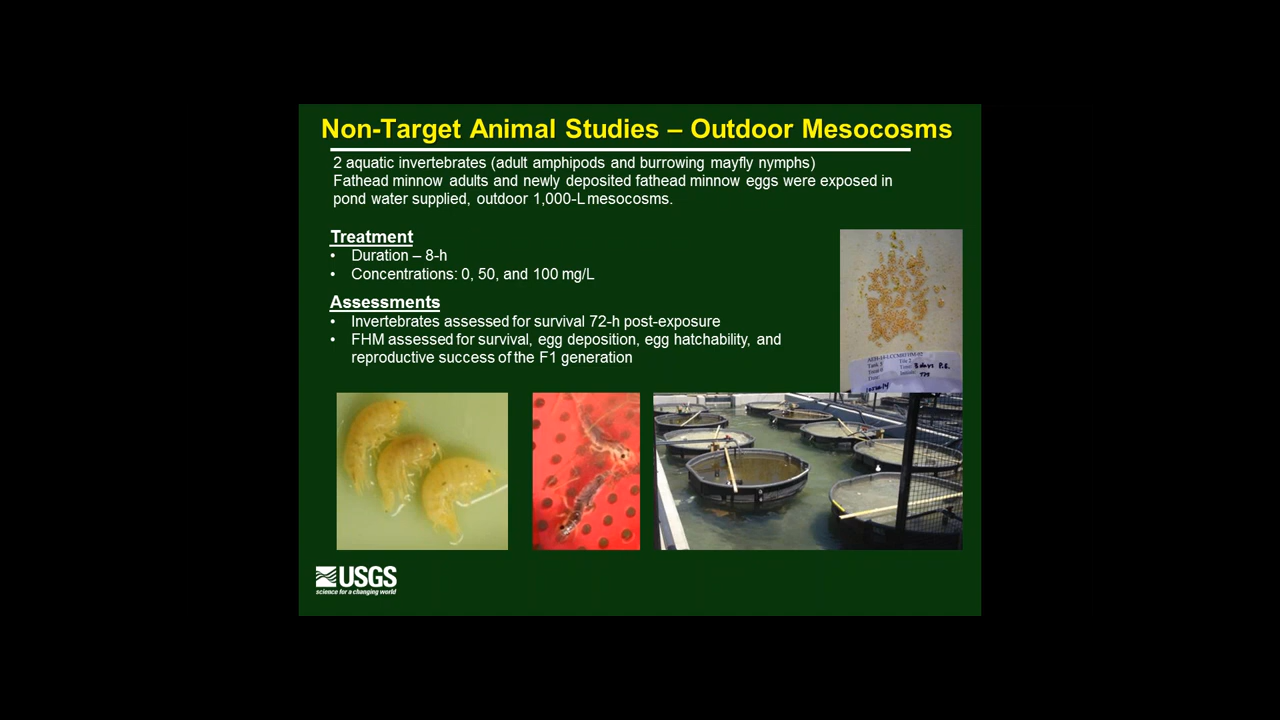 Non-Target Animal Studies – Outdoor Mesocosms
2 aquatic invertebrates (adult amphipods and burrowing mayfly nymphs)
Fathead minnow adults and newly deposited fathead minnow eggs were exposed in
pond water supplied, outdoor 1,000-L mesocosms.
Treatment
• Duration – 8-h
• Concentrations: 0, 50, and 100 mg/L
Assessments
• Invertebrates assessed for survival 72-h post-exposure
• FHM assessed for survival, egg deposition, egg hatchability, and
reproductive success of the F1 generation
USGS
science for a changing world